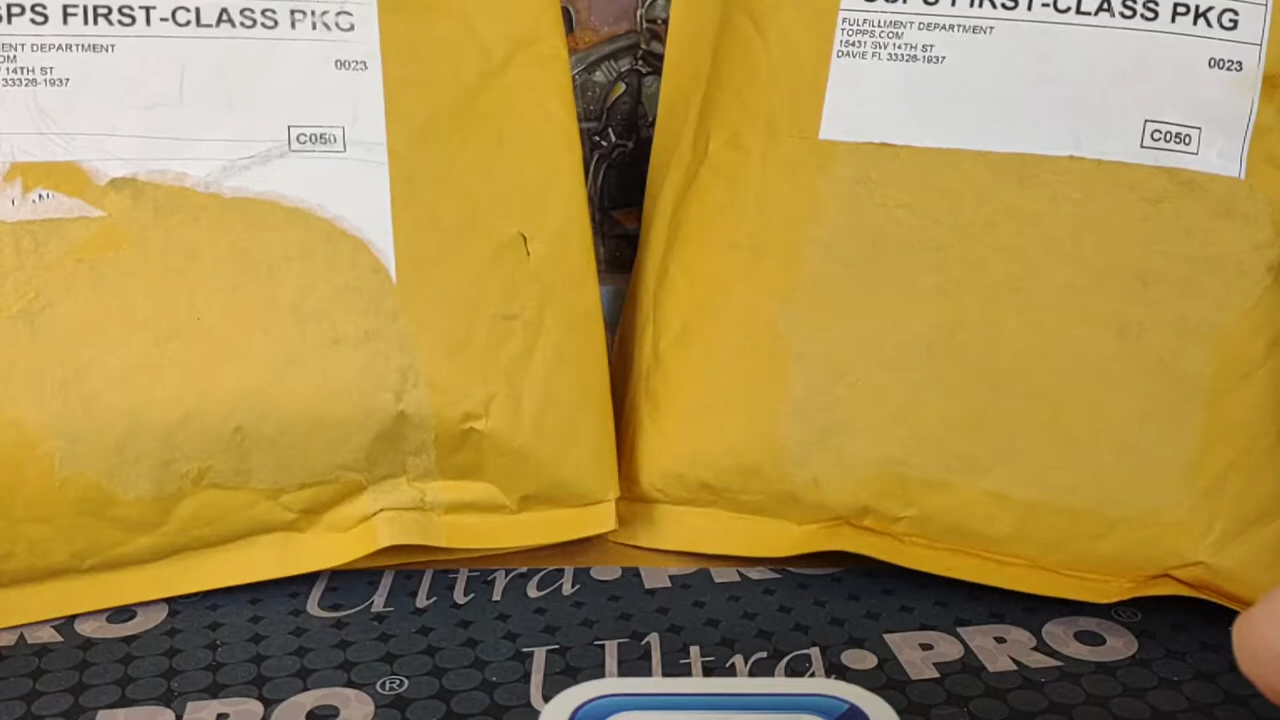 SPS FIRST-CLASS PKG
ENT DEPARTMENT
OM
14TH ST
33326-1937
0023
C050
USPS FIRST-CLASS PKG
FULFILLMENT DEPARTMENT
TOPPS.COM
15431 SW 14TH ST
DAVIE FL 33326-1937
0023
C050
Ultra•PRO
PRO
Ultra•PRO®
PRO®